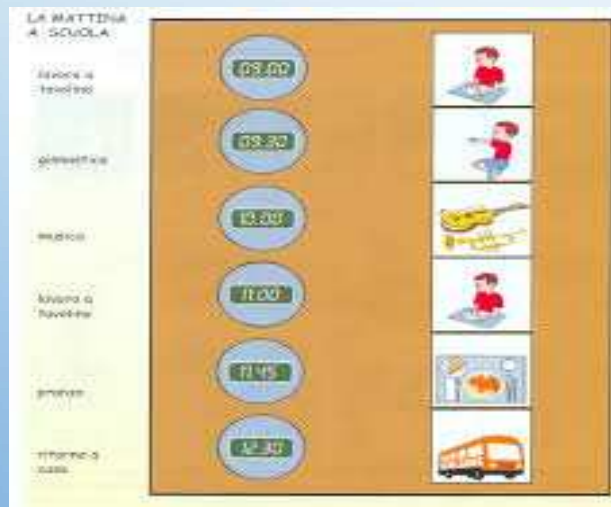 LA MATTINA
A SCUOLA
lavoro a
tavolino
09.00
ginnastica
09.30
musica
10.00
lavoro a
tavolino
11.00
pranzo
11.45
ritorno a
casa
12.30